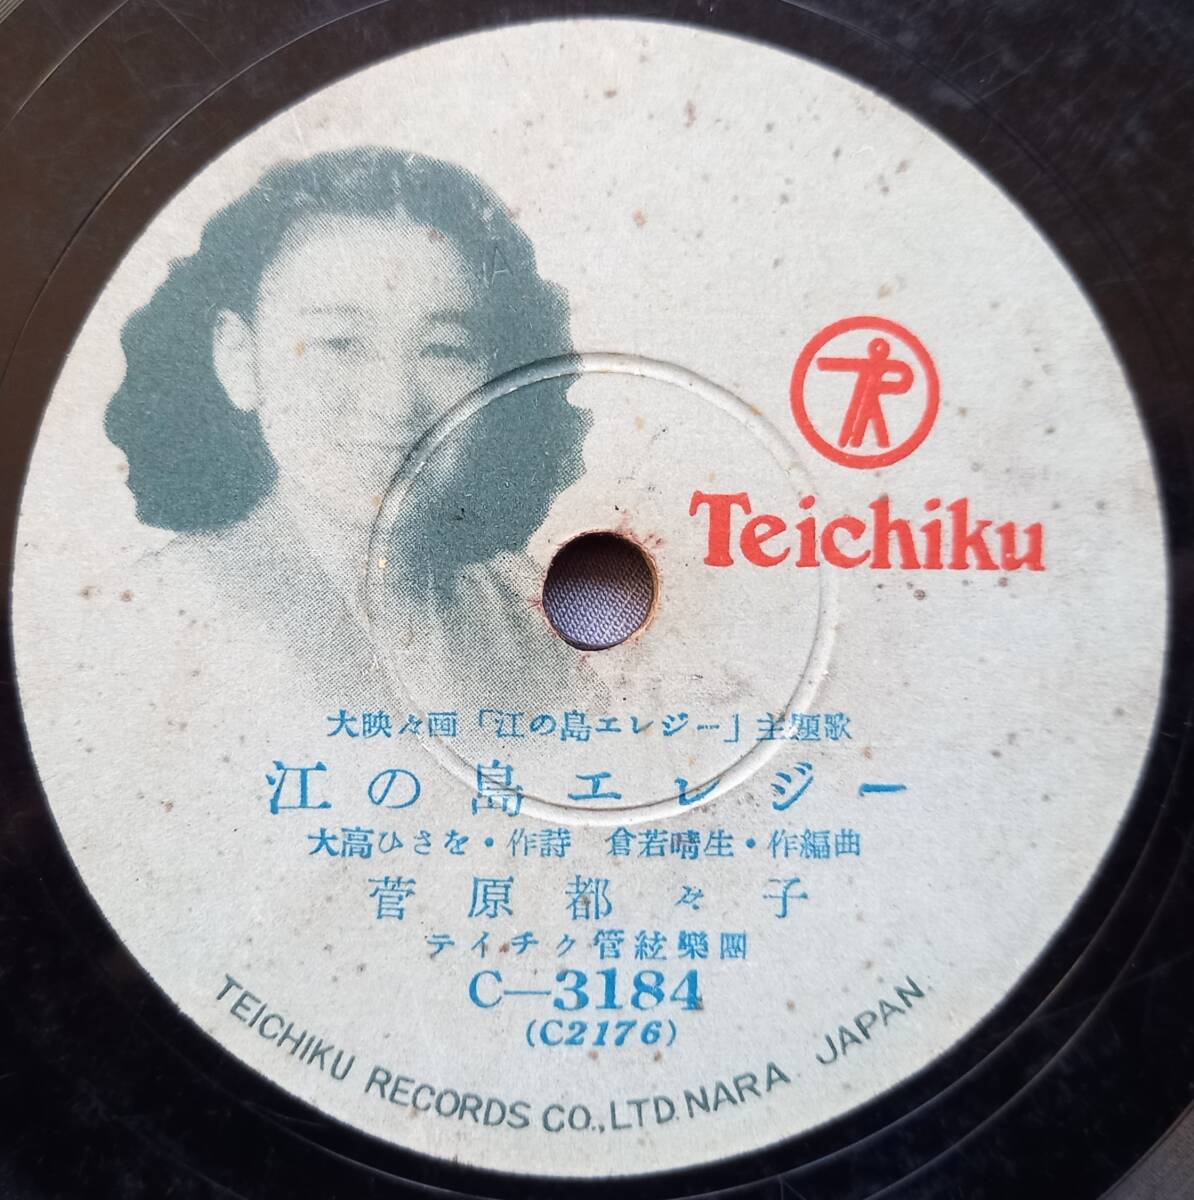 Teichiku
大映々画「江の島エレジー」主題歌
江の島エレジー
大高ひさを・作詩 倉若晴生・作編曲
菅原都々子
テイチク管絃樂團
C—3184
(C2176)
TEICHIKU RECORDS CO.,LTD. NARA. JAPAN.